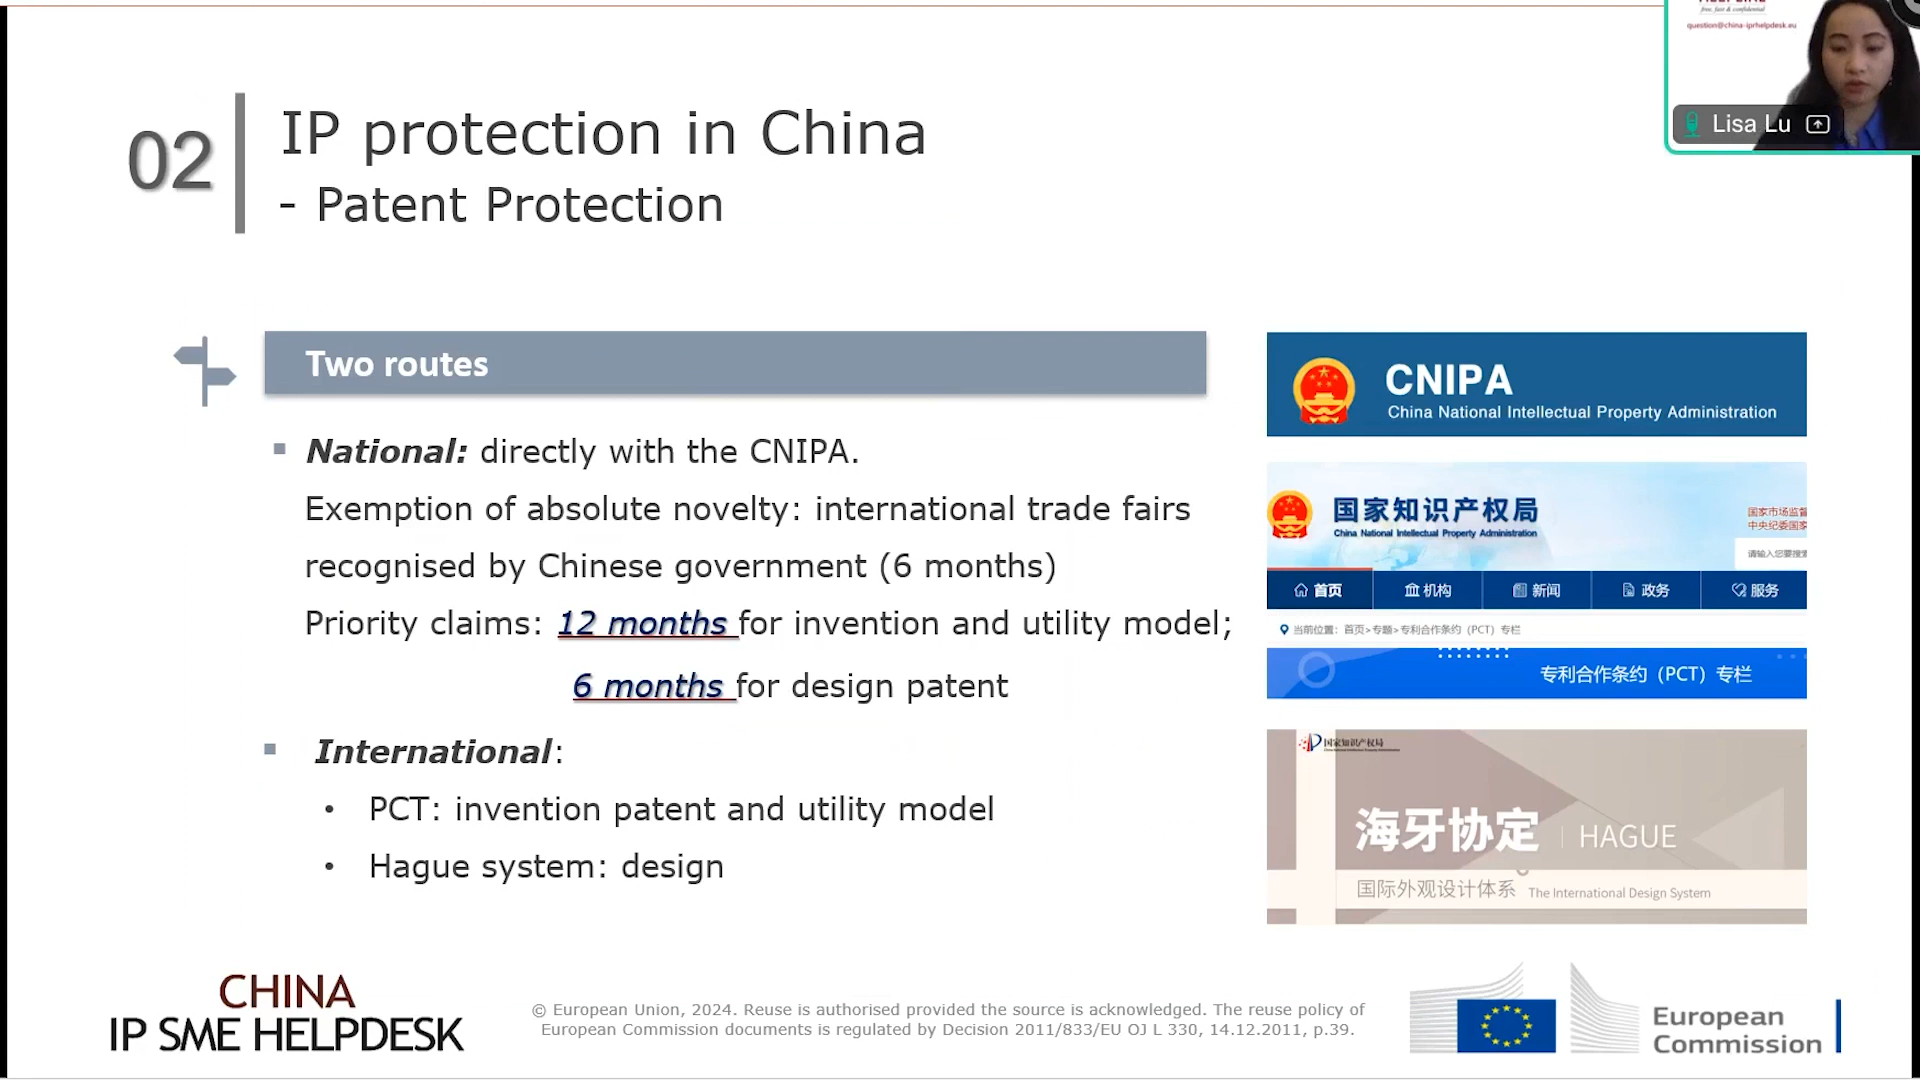 free, fast & confidential
question@china-iprhelpdesk.eu
Lisa Lu
02
IP protection in China
- Patent Protection
Two routes
National: directly with the CNIPA.
Exemption of absolute novelty: international trade fairs
recognised by Chinese government (6 months)
Priority claims: 12 months for invention and utility model;
6 months for design patent
International:
• PCT: invention patent and utility model
• Hague system: design
CNIPA
China National Intellectual Property Administration
国家知识产权局
China National Intellectual Property Administration
国家市场监督
中央纪委国家
请输入您要搜索
首页 机构 新闻 政务 服务
当前位置：首页>专题>专利合作条约（PCT）专栏
专利合作条约（PCT）专栏
国家知识产权局
海牙协定 | HAGUE
国际外观设计体系 The International Design System
CHINA
IP SME HELPDESK
© European Union, 2024. Reuse is authorised provided the source is acknowledged. The reuse policy of
European Commission documents is regulated by Decision 2011/833/EU OJ L 330, 14.12.2011, p.39.
European
Commission